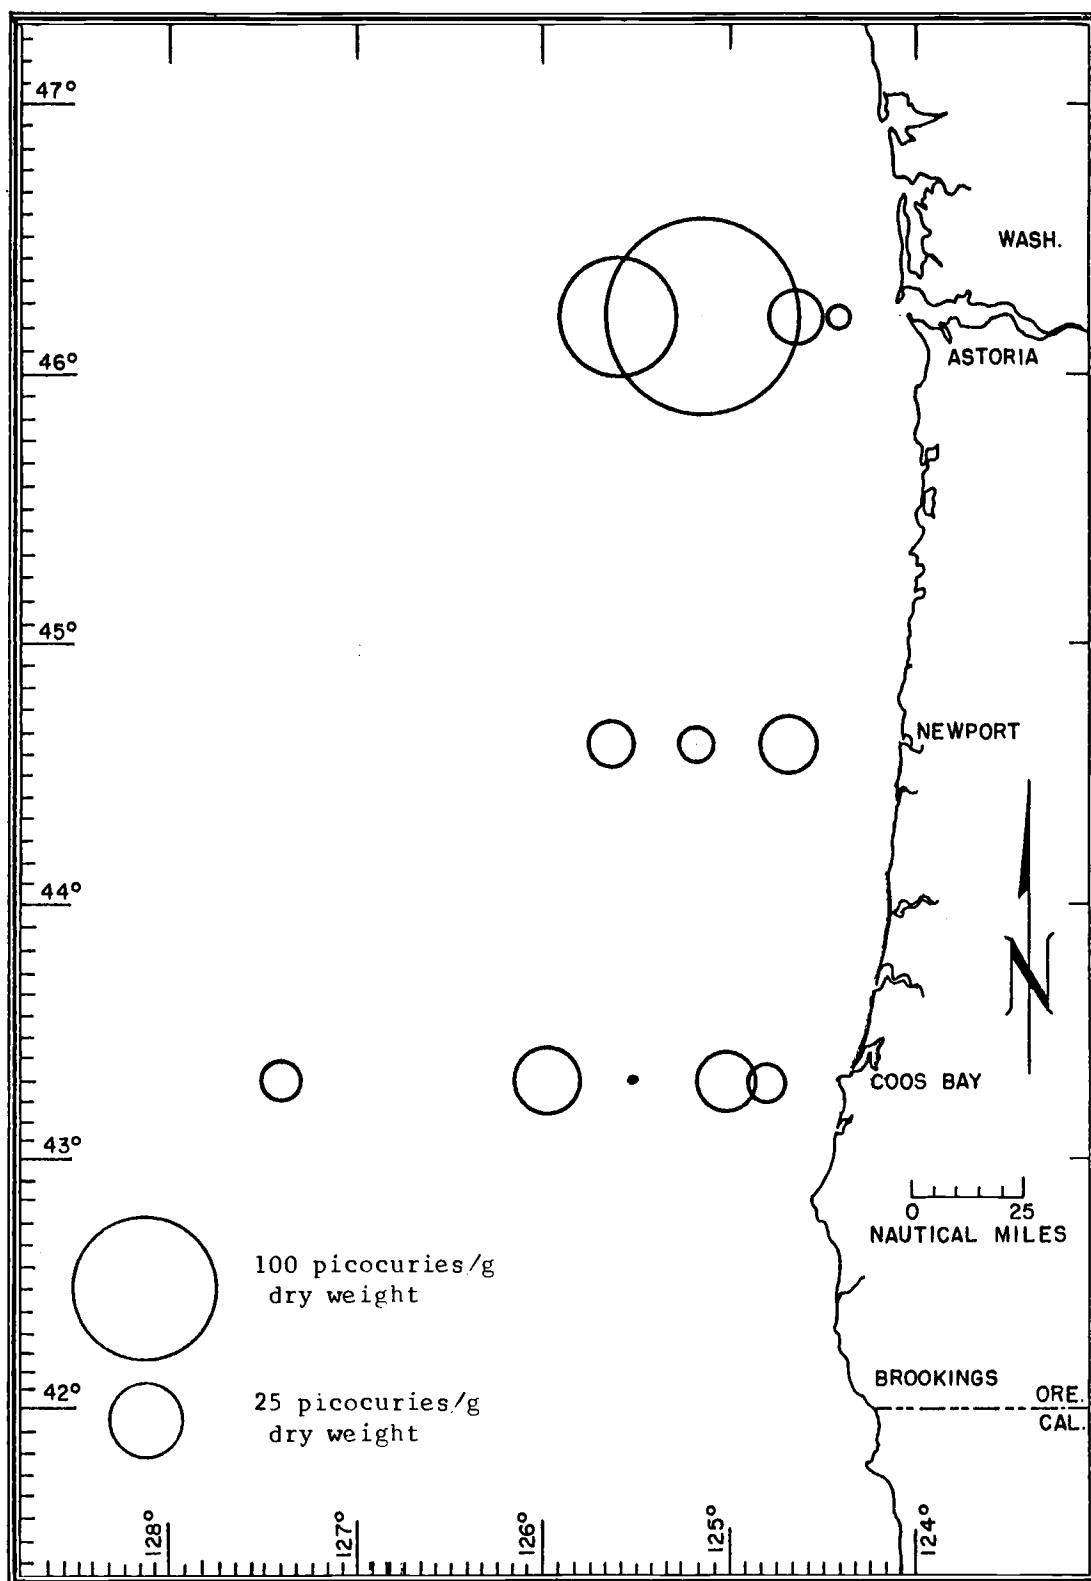 47°
WASH.
46°
ASTORIA
45°
NEWPORT
44°
N
COOS BAY
43°
0 25
NAUTICAL MILES
100 picocuries/g
dry weight
BROOKINGS
42°
ORE.
25 picocuries/g
dry weight
CAL.
128° 127° 126° 125° 124°